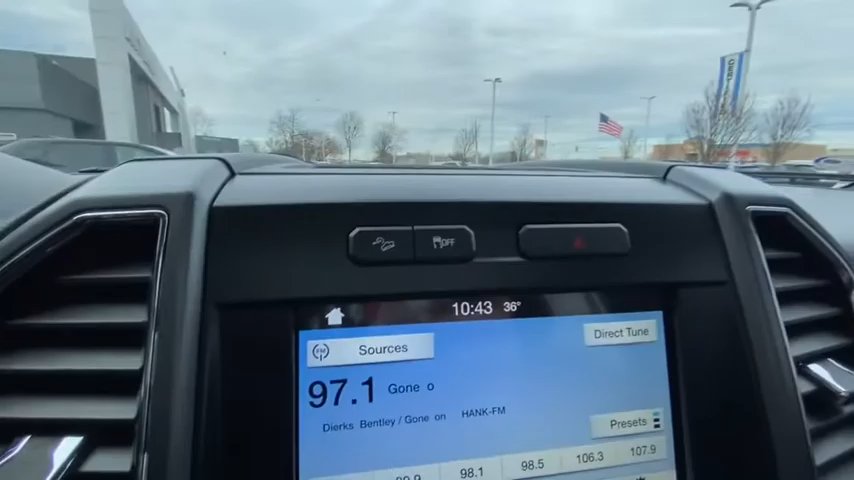 OFF
10:43 36°
FM Sources
Direct Tune
97.1 Gone o
Dierks Bentley / Gone on HANK-FM
Presets
98.1 98.5 106.3 107.9